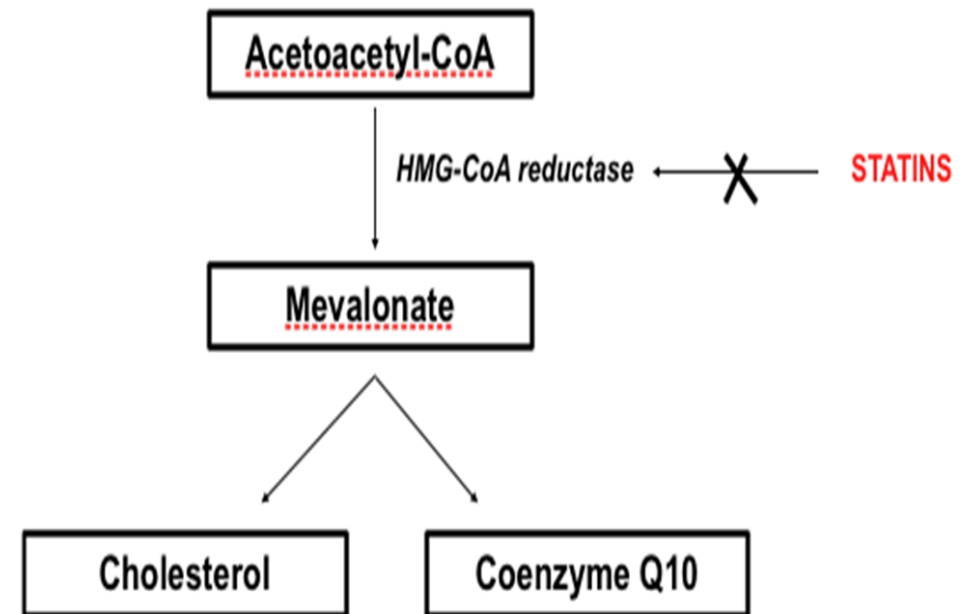 Acetoacetyl-CoA
HMG-CoA reductase
STATINS
Mevalonate
Cholesterol
Coenzyme Q10